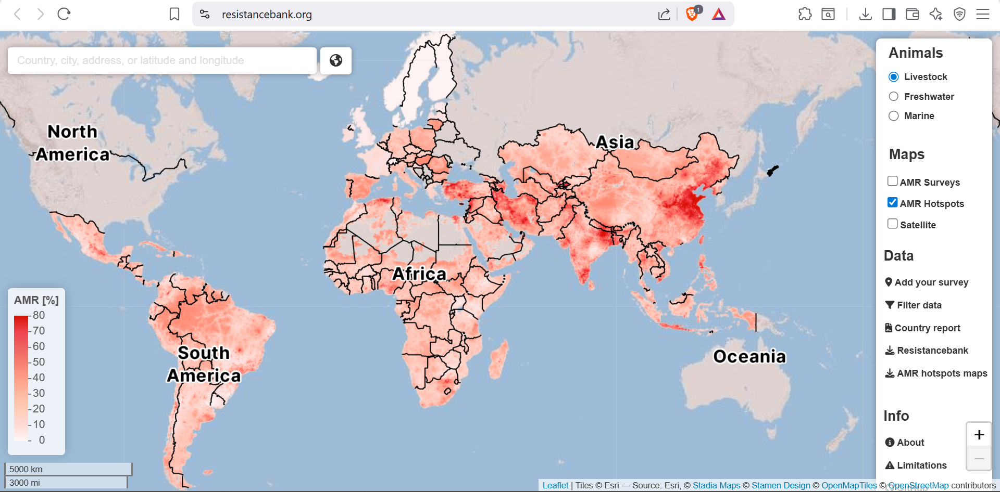 resistancebank.org
1
Country, city, address, or latitude and longitude
North
America
Asia
Africa
South
America
Oceania
AMR [%]
80
70
60
50
40
30
20
10
0
5000 km
3000 mi
Animals
Livestock
Freshwater
Marine
Maps
AMR Surveys
AMR Hotspots
Satellite
Data
Add your survey
Filter data
Country report
Resistancebank
AMR hotspots maps
Info
About
Limitations
GitHub
+
−
Leaflet | Tiles © Esri — Source: Esri, © Stadia Maps © Stamen Design © OpenMapTiles © OpenStreetMap contributors